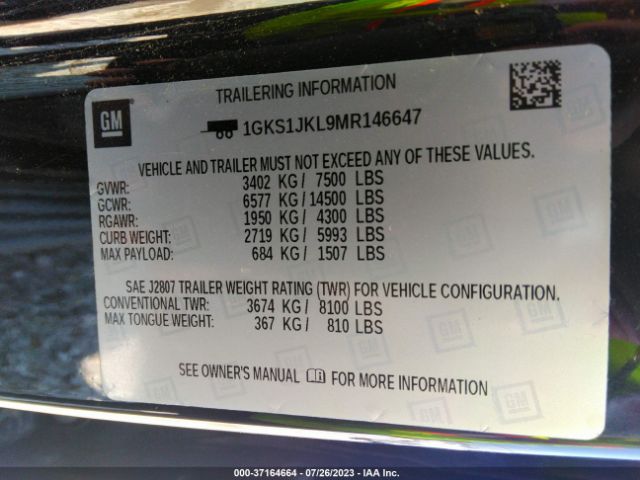 TRAILERING INFORMATION
GM
1GKS1JKL9MR146647
VEHICLE AND TRAILER MUST NOT EXCEED ANY OF THESE VALUES.
GVWR: 3402 KG/ 7500 LBS
GCWR: 6577 KG/14500 LBS
RGAWR: 1950 KG/ 4300 LBS
CURB WEIGHT: 2719 KG/ 5993 LBS
MAX PAYLOAD: 684 KG/ 1507 LBS
SAE J2807 TRAILER WEIGHT RATING (TWR) FOR VEHICLE CONFIGURATION.
CONVENTIONAL TWR: 3674 KG/ 8100 LBS
MAX TONGUE WEIGHT: 367 KG/ 810 LBS
SEE OWNER'S MANUAL FOR MORE INFORMATION
000-37164664 - 07/26/2023 - IAA Inc.